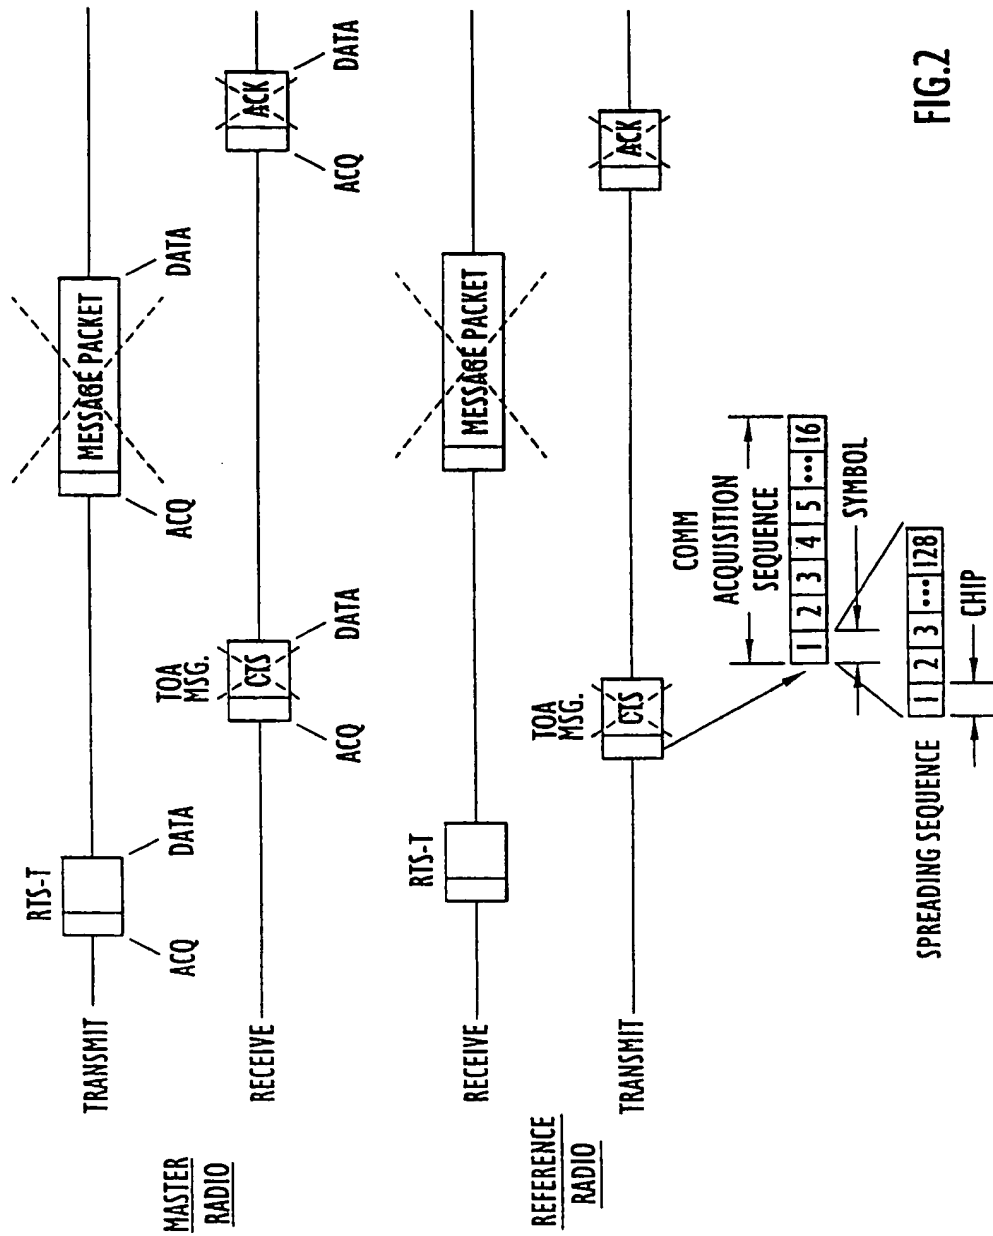 MASTER
RADIO
TRANSMIT
RTS-T
ACQ
DATA
MESSAGE PACKET
ACQ
DATA
RECEIVE
TOA
MSG.
CTS
ACQ
DATA
ACK
ACQ
DATA
REFERENCE
RADIO
RECEIVE
RTS-T
MESSAGE PACKET
TRANSMIT
TOA
MSG.
CTS
ACK
COMM
ACQUISITION
SEQUENCE
1 2 3 4 5 ••• 16
SYMBOL
1 2 3 ••• 128
SPREADING SEQUENCE
CHIP
FIG.2